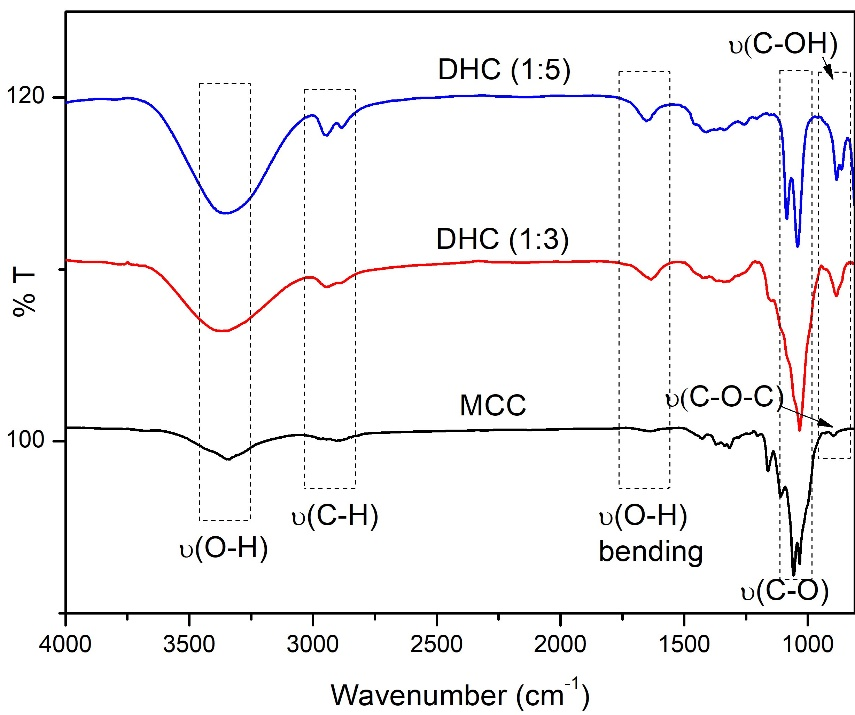 υ(C-OH)
DHC (1:5)
120
DHC (1:3)
% T
υ(C-O-C)
MCC
100
υ(C-H)
υ(O-H)
bending
υ(O-H)
υ(C-O)
4000 3500 3000 2500 2000 1500 1000
Wavenumber (cm⁻¹)